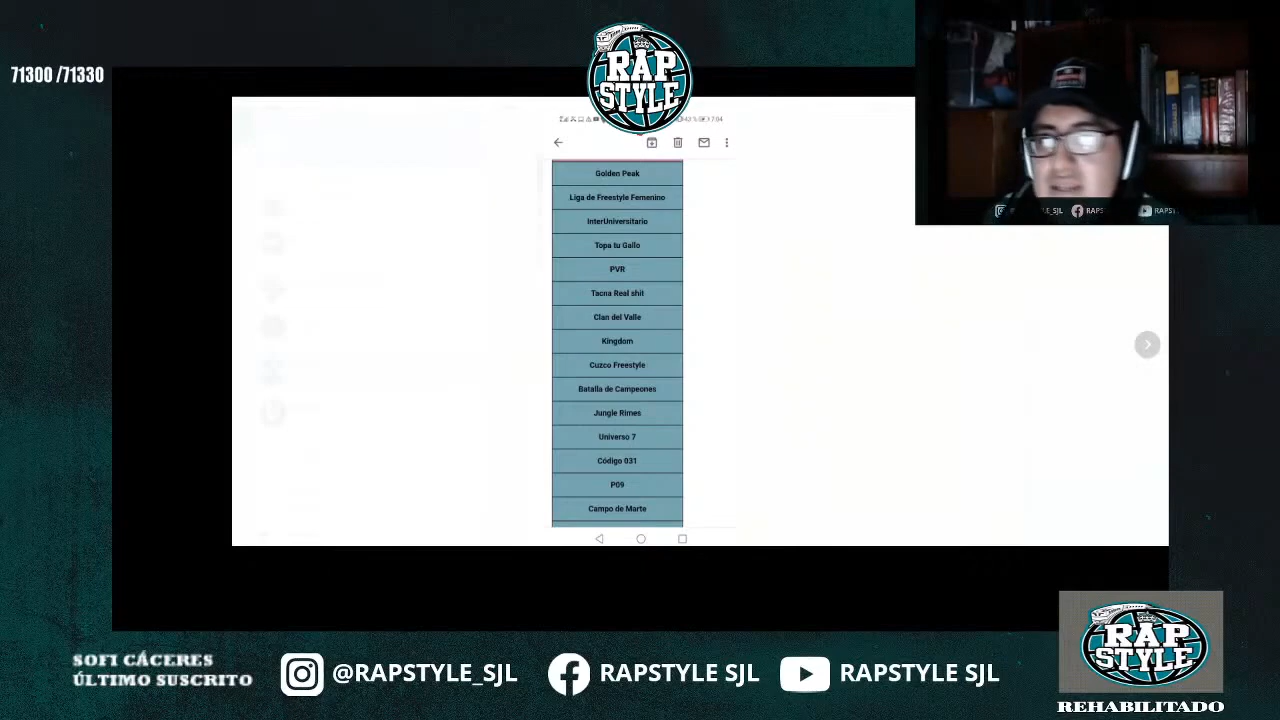 71300 /71330
RAP
STYLE
7:04
Golden Peak
Liga de Freestyle Femenino
InterUniversitario
Topa tu Gallo
PVR
Tacna Real shit
Clan del Valle
Kingdom
Cuzco Freestyle
Batalla de Campeones
Jungle Rimes
Universo 7
Código 031
P09
Campo de Marte
SOFI CÁCERES
ÚLTIMO SUSCRITO
@RAPSTYLE_SJL
RAPSTYLE SJL
RAPSTYLE SJL
RAP
STYLE
REHABILITADO